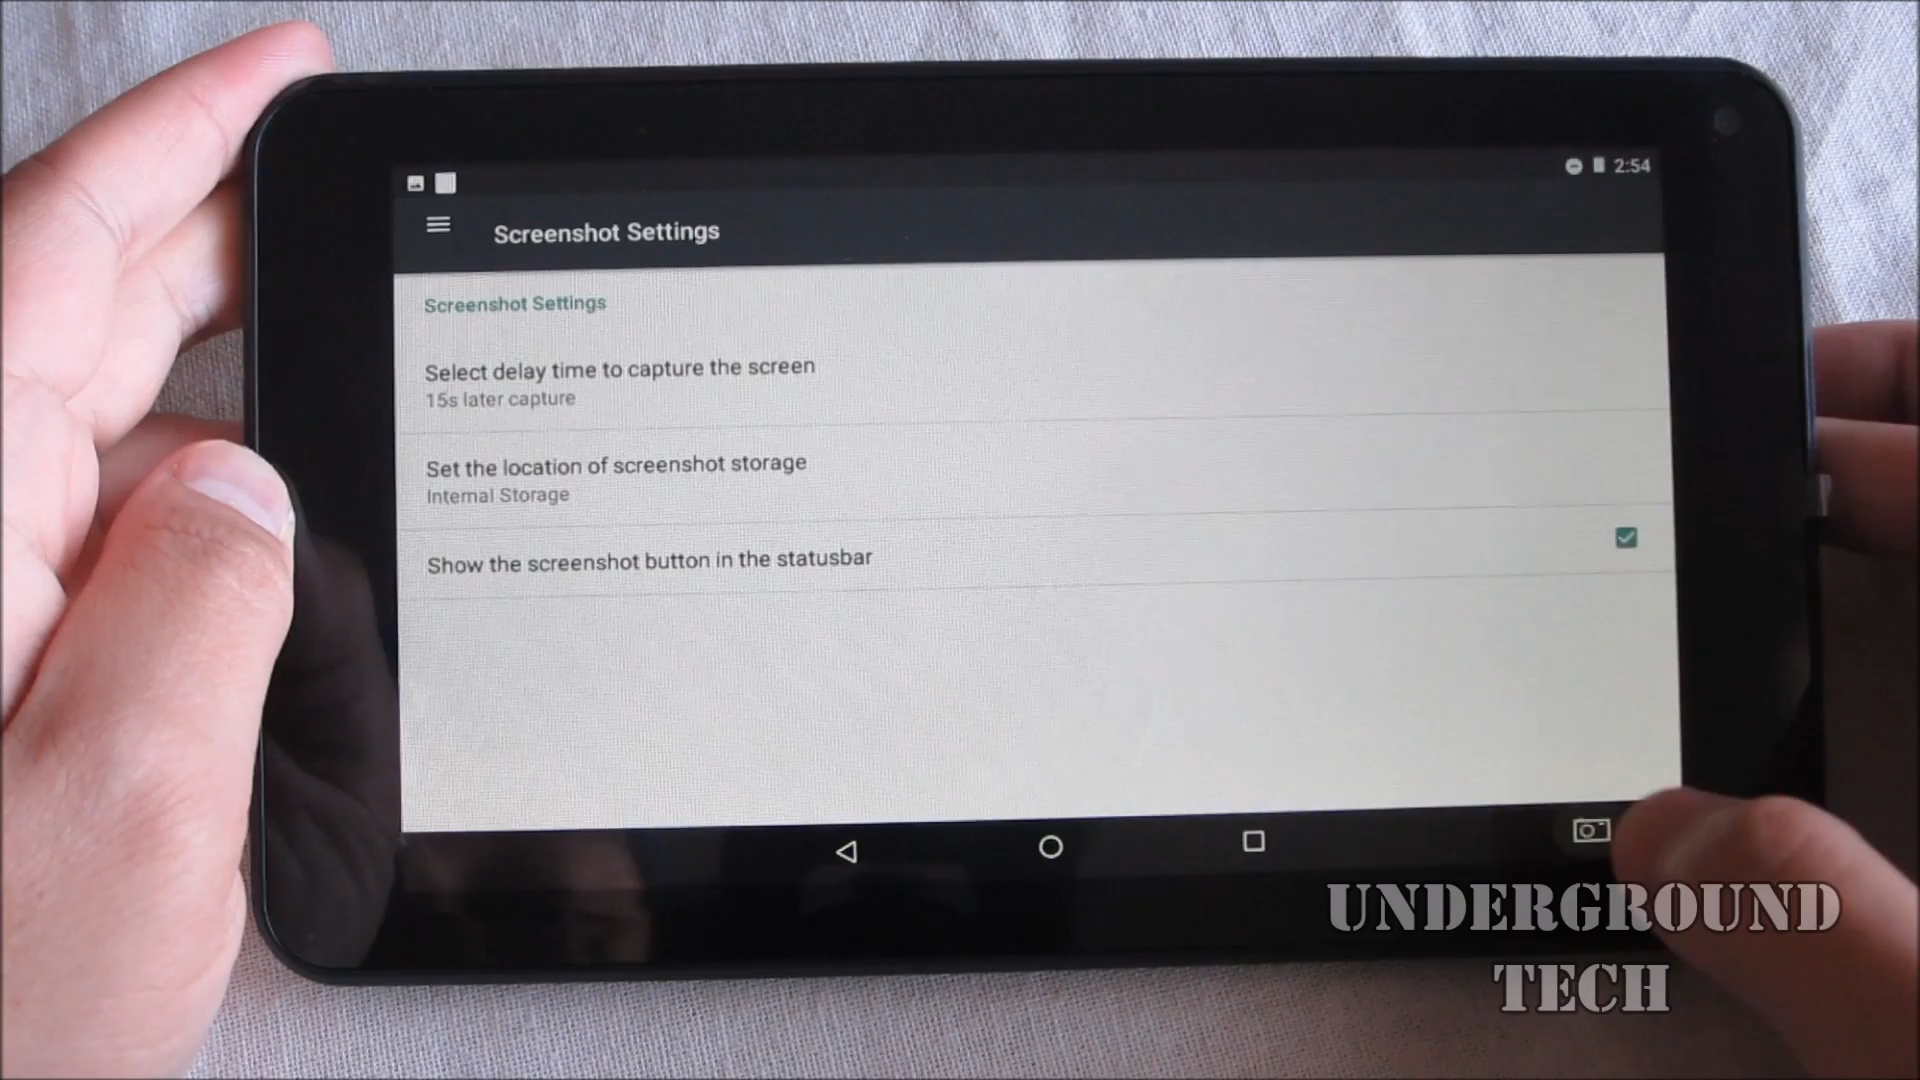 2:54
Screenshot Settings
Screenshot Settings
Select delay time to capture the screen
15s later capture
Set the location of screenshot storage
Internal Storage
Show the screenshot button in the statusbar
UNDERGROUND
TECH